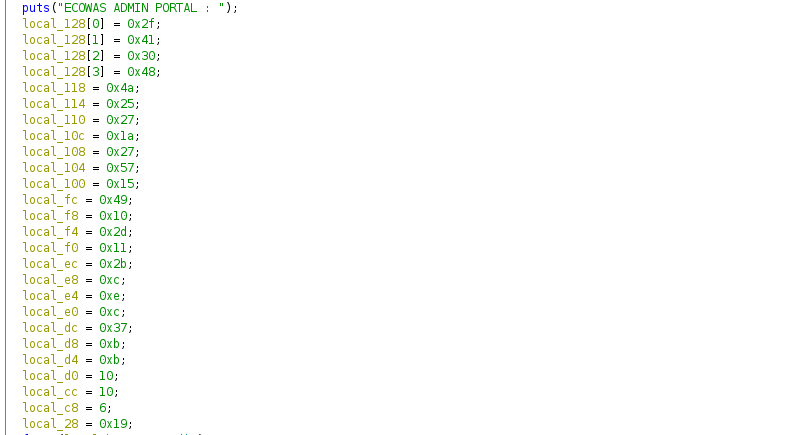 puts("ECOWAS ADMIN PORTAL : ");
local_128[0] = 0x2f;
local_128[1] = 0x41;
local_128[2] = 0x30;
local_128[3] = 0x48;
local_118 = 0x4a;
local_114 = 0x25;
local_110 = 0x27;
local_10c = 0x1a;
local_108 = 0x27;
local_104 = 0x57;
local_100 = 0x15;
local_fc = 0x49;
local_f8 = 0x10;
local_f4 = 0x2d;
local_f0 = 0x11;
local_ec = 0x2b;
local_e8 = 0xc;
local_e4 = 0xe;
local_e0 = 0xc;
local_dc = 0x37;
local_d8 = 0xb;
local_d4 = 0xb;
local_d0 = 10;
local_cc = 10;
local_c8 = 6;
local_28 = 0x19;